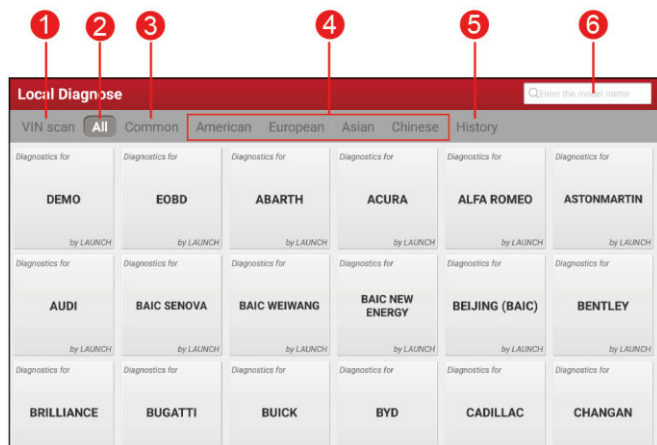 1 2 3 4 5 6
Local Diagnose Enter the model name
VIN scan All Common American European Asian Chinese History
Diagnostics for Diagnostics for Diagnostics for Diagnostics for Diagnostics for Diagnostics for
DEMO EOBD ABARTH ACURA ALFA ROMEO ASTONMARTIN
by LAUNCH by LAUNCH by LAUNCH by LAUNCH by LAUNCH by LAUNCH
Diagnostics for Diagnostics for Diagnostics for Diagnostics for Diagnostics for Diagnostics for
AUDI BAIC SENOVA BAIC WEIWANG BAIC NEW ENERGY BEIJING (BAIC) BENTLEY
by LAUNCH by LAUNCH by LAUNCH by LAUNCH by LAUNCH by LAUNCH
Diagnostics for Diagnostics for Diagnostics for Diagnostics for Diagnostics for Diagnostics for
BRILLIANCE BUGATTI BUICK BYD CADILLAC CHANGAN